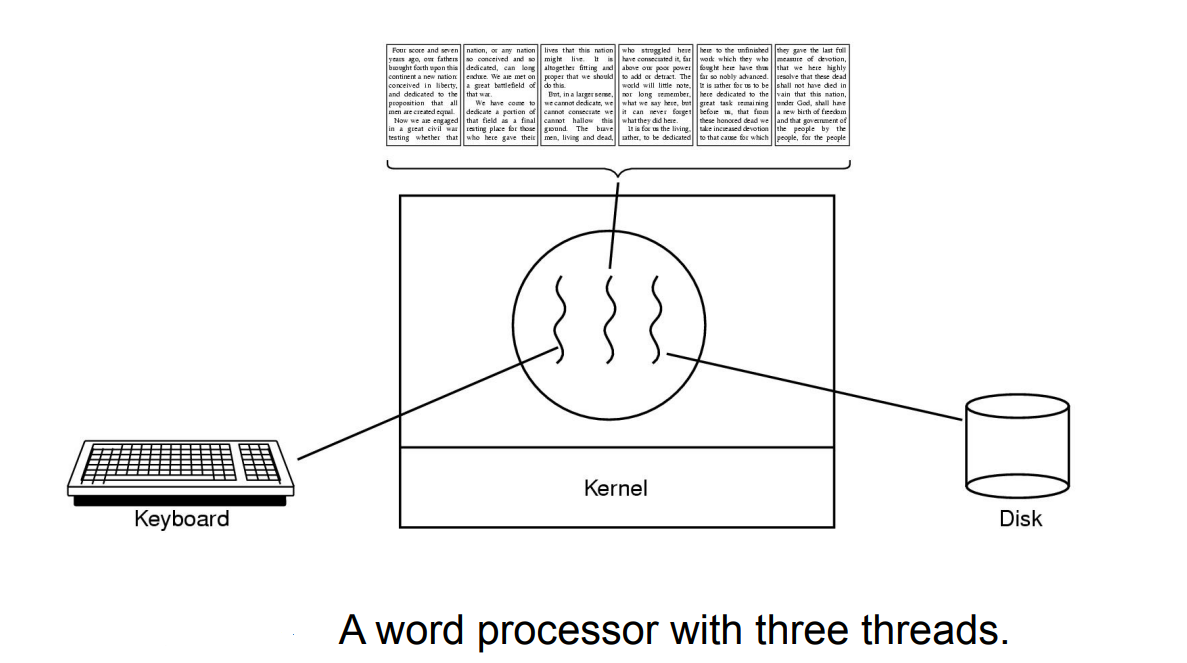 Four score and seven
years ago, our fathers
brought forth upon this
continent a new nation:
conceived in liberty,
and dedicated to the
proposition that all
men are created equal.
Now we are engaged
in a great civil war
testing whether that
nation, or any nation
so conceived and so
dedicated, can long
endure. We are met on
a great battlefield of
that war.
We have come to
dedicate a portion of
that field as a final
resting place for those
who here gave their
lives that this nation
might live. It is
altogether fitting and
proper that we should
do this.
But, in a larger sense,
we cannot dedicate, we
cannot consecrate we
cannot hallow this
ground. The brave
men, living and dead,
who struggled here
have consecrated it, far
above our poor power
to add or detract. The
world will little note,
nor long remember,
what we say here, but
it can never forget
what they did here.
It is for us the living,
rather, to be dedicated
here to the unfinished
work which they who
fought here have thus
far so nobly advanced.
It is rather for us to be
here dedicated to the
great task remaining
before us, that from
these honored dead we
take increased devotion
to that cause for which
they gave the last full
measure of devotion,
that we here highly
resolve that these dead
shall not have died in
vain that this nation,
under God, shall have
a new birth of freedom
and that government of
the people by the
people, for the people
Kernel
Keyboard
Disk
A word processor with three threads.